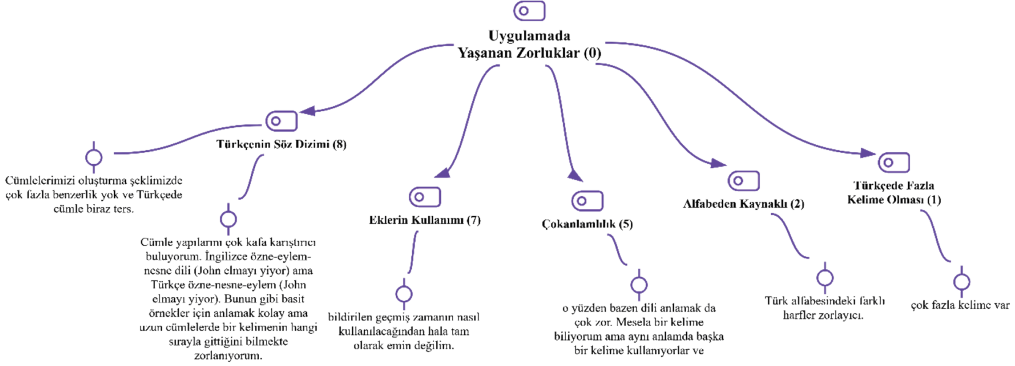 Uygulamada
Yaşanan Zorluklar (0)
Türkçenin Söz Dizimi (8)
Cümlelerimizi oluşturma şeklimizde
çok fazla benzerlik yok ve Türkçede
cümle biraz ters.
Cümle yapılarını çok kafa karıştırıcı
buluyorum. İngilizce özne-eylem-
nesne dili (John elmayı yiyor) ama
Türkçe özne-nesne-eylem (John
elmayı yiyor). Bunun gibi basit
örnekler için anlamak kolay ama
uzun cümlelerde bir kelimenin hangi
sırayla gittiğini bilmekte
zorlanıyorum.
Eklerin Kullanımı (7)
bildirilen geçmiş zamanın nasıl
kullanılacağından hala tam
olarak emin değilim.
Çokanlamlılık (5)
o yüzden bazen dili anlamak da
çok zor. Mesela bir kelime
biliyorum ama aynı anlamda başka
bir kelime kullanıyorlar ve
Alfabeden Kaynaklı (2)
Türk alfabesindeki farklı
harfler zorlayıcı.
Türkçede Fazla
Kelime Olması (1)
çok fazla kelime var